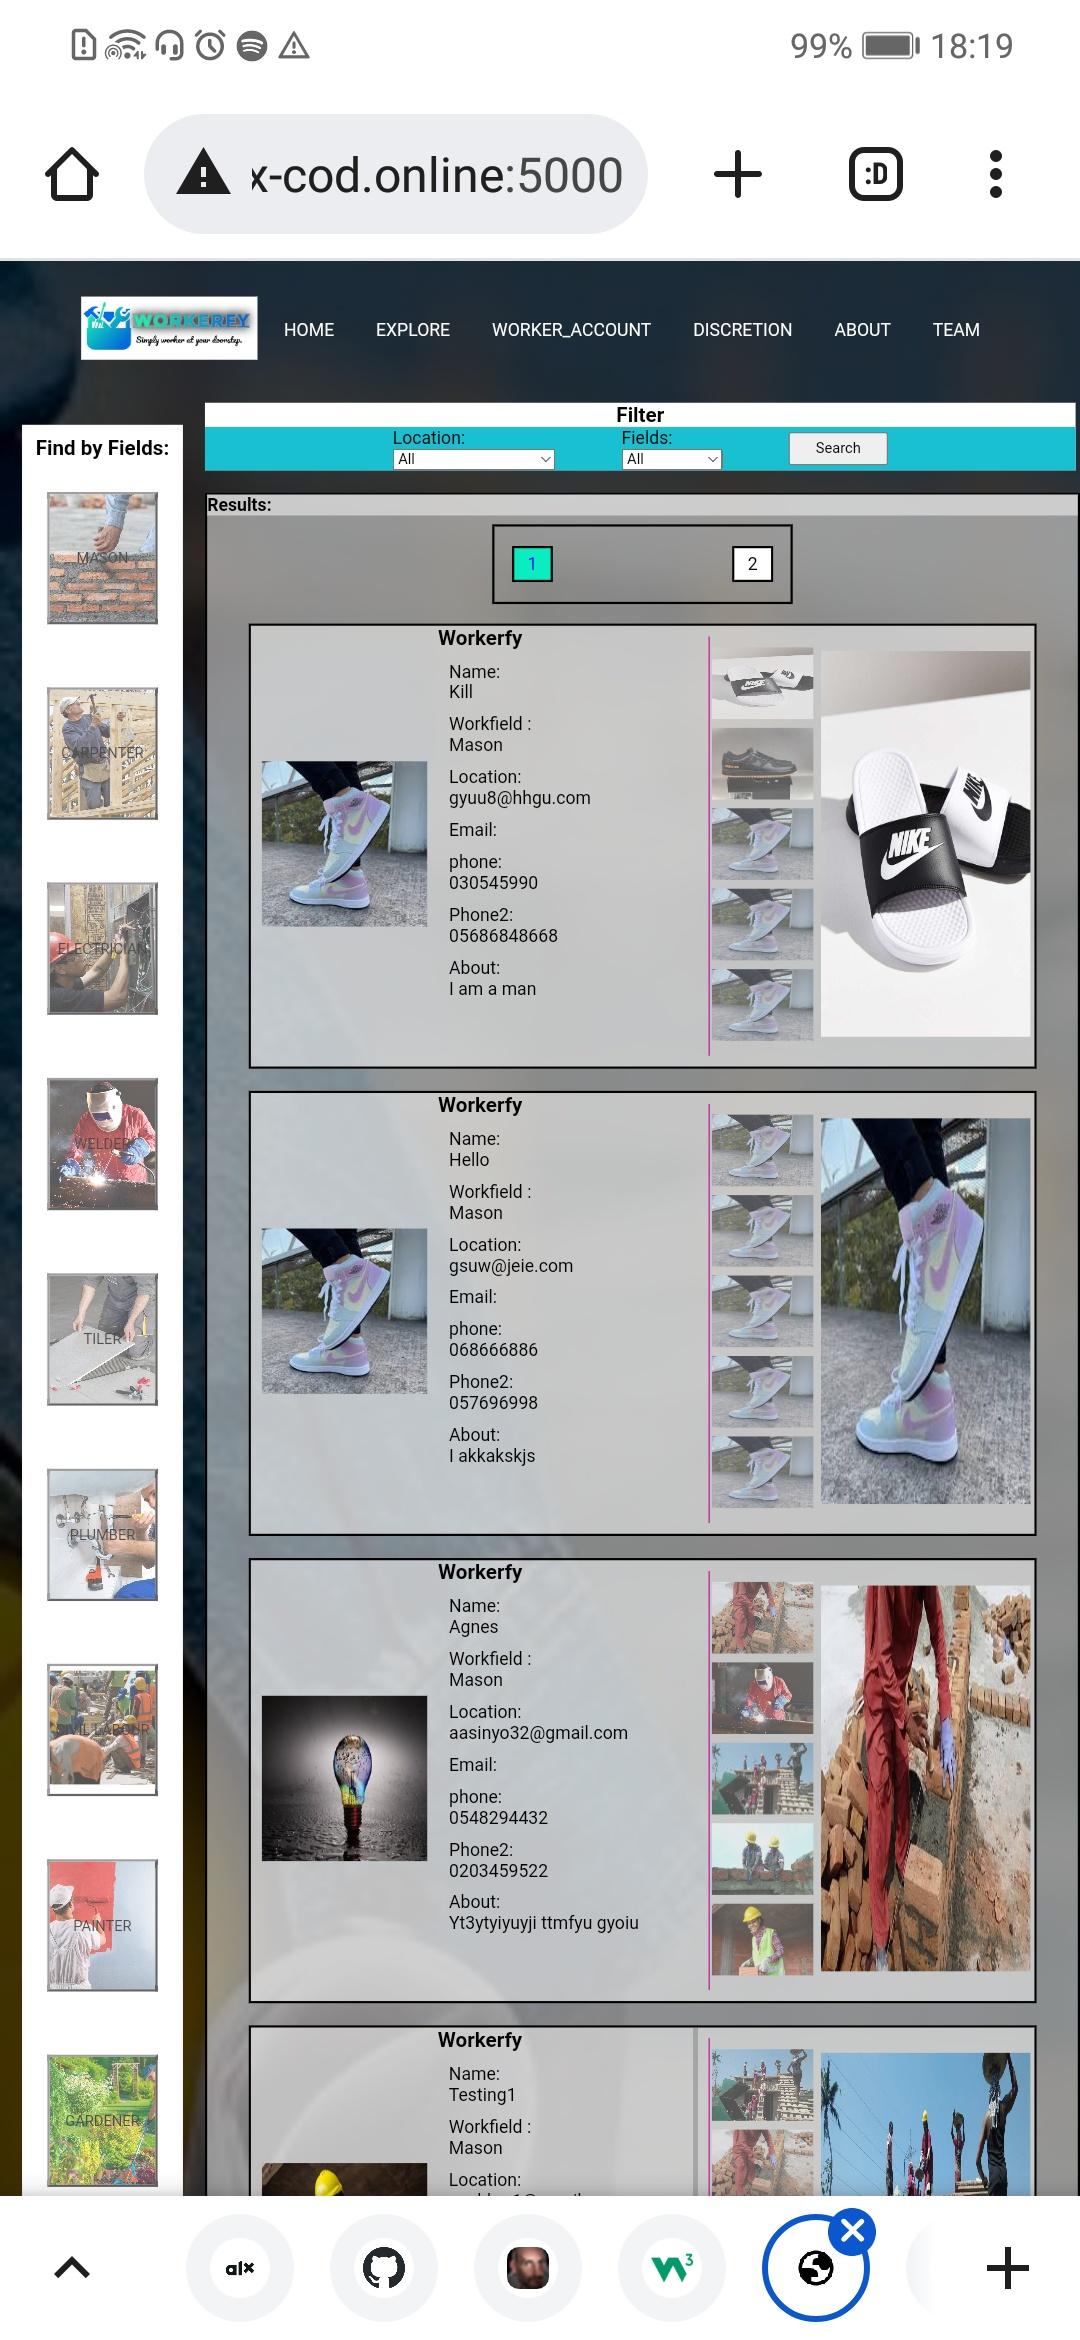 99% 18:19
x-cod.online:5000 :D
WORKEREY
Simply worker at your doorstep.
HOME EXPLORE WORKER_ACCOUNT DISCRETION ABOUT TEAM
Filter
Location: Fields:
All All Search
Find by Fields:
MASON
CARPENTER
ELECTRICIAN
WELDER
TILER
PLUMBER
CIVIL LABOUR
PAINTER
GARDENER
Results:
1 2
Workerfy
Name:
Kill
Workfield :
Mason
Location:
gyuu8@hhgu.com
Email:
phone:
030545990
Phone2:
05686848668
About:
I am a man
NIKE
Workerfy
Name:
Hello
Workfield :
Mason
Location:
gsuw@jeie.com
Email:
phone:
068666886
Phone2:
057696998
About:
I akkakskjs
Workerfy
Name:
Agnes
Workfield :
Mason
Location:
aasinyo32@gmail.com
Email:
phone:
0548294432
Phone2:
0203459522
About:
Yt3ytyiyuyji ttmfyu gyoiu
Workerfy
Name:
Testing1
Workfield :
Mason
Location:
alx
W3